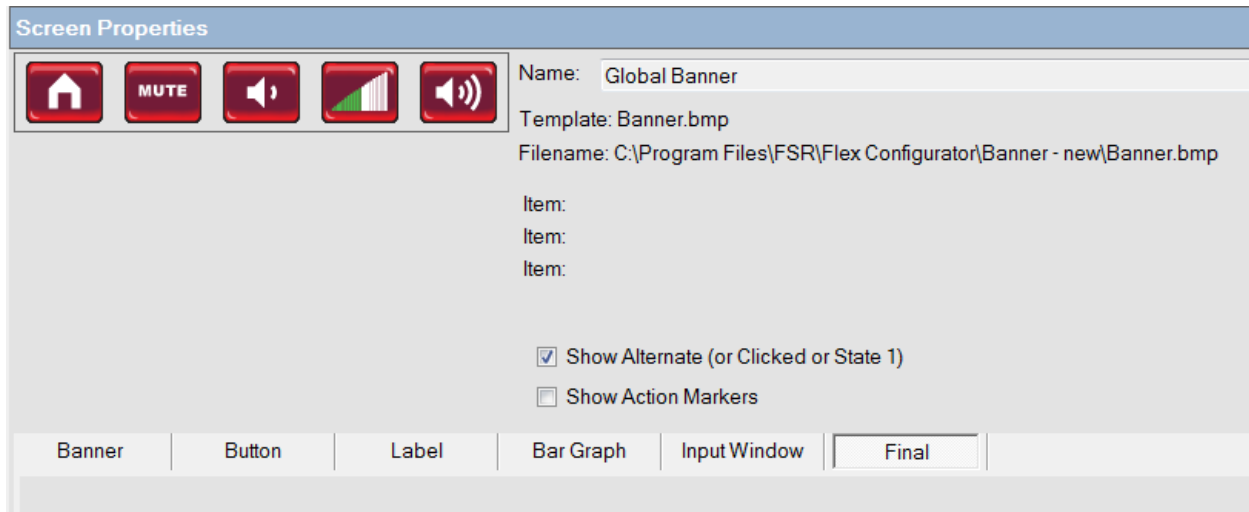 Screen Properties
MUTE
Name: Global Banner
Template: Banner.bmp
Filename: C:\Program Files\FSR\Flex Configurator\Banner - new\Banner.bmp
Item:
Item:
Item:
Show Alternate (or Clicked or State 1)
Show Action Markers
Banner Button Label Bar Graph Input Window Final